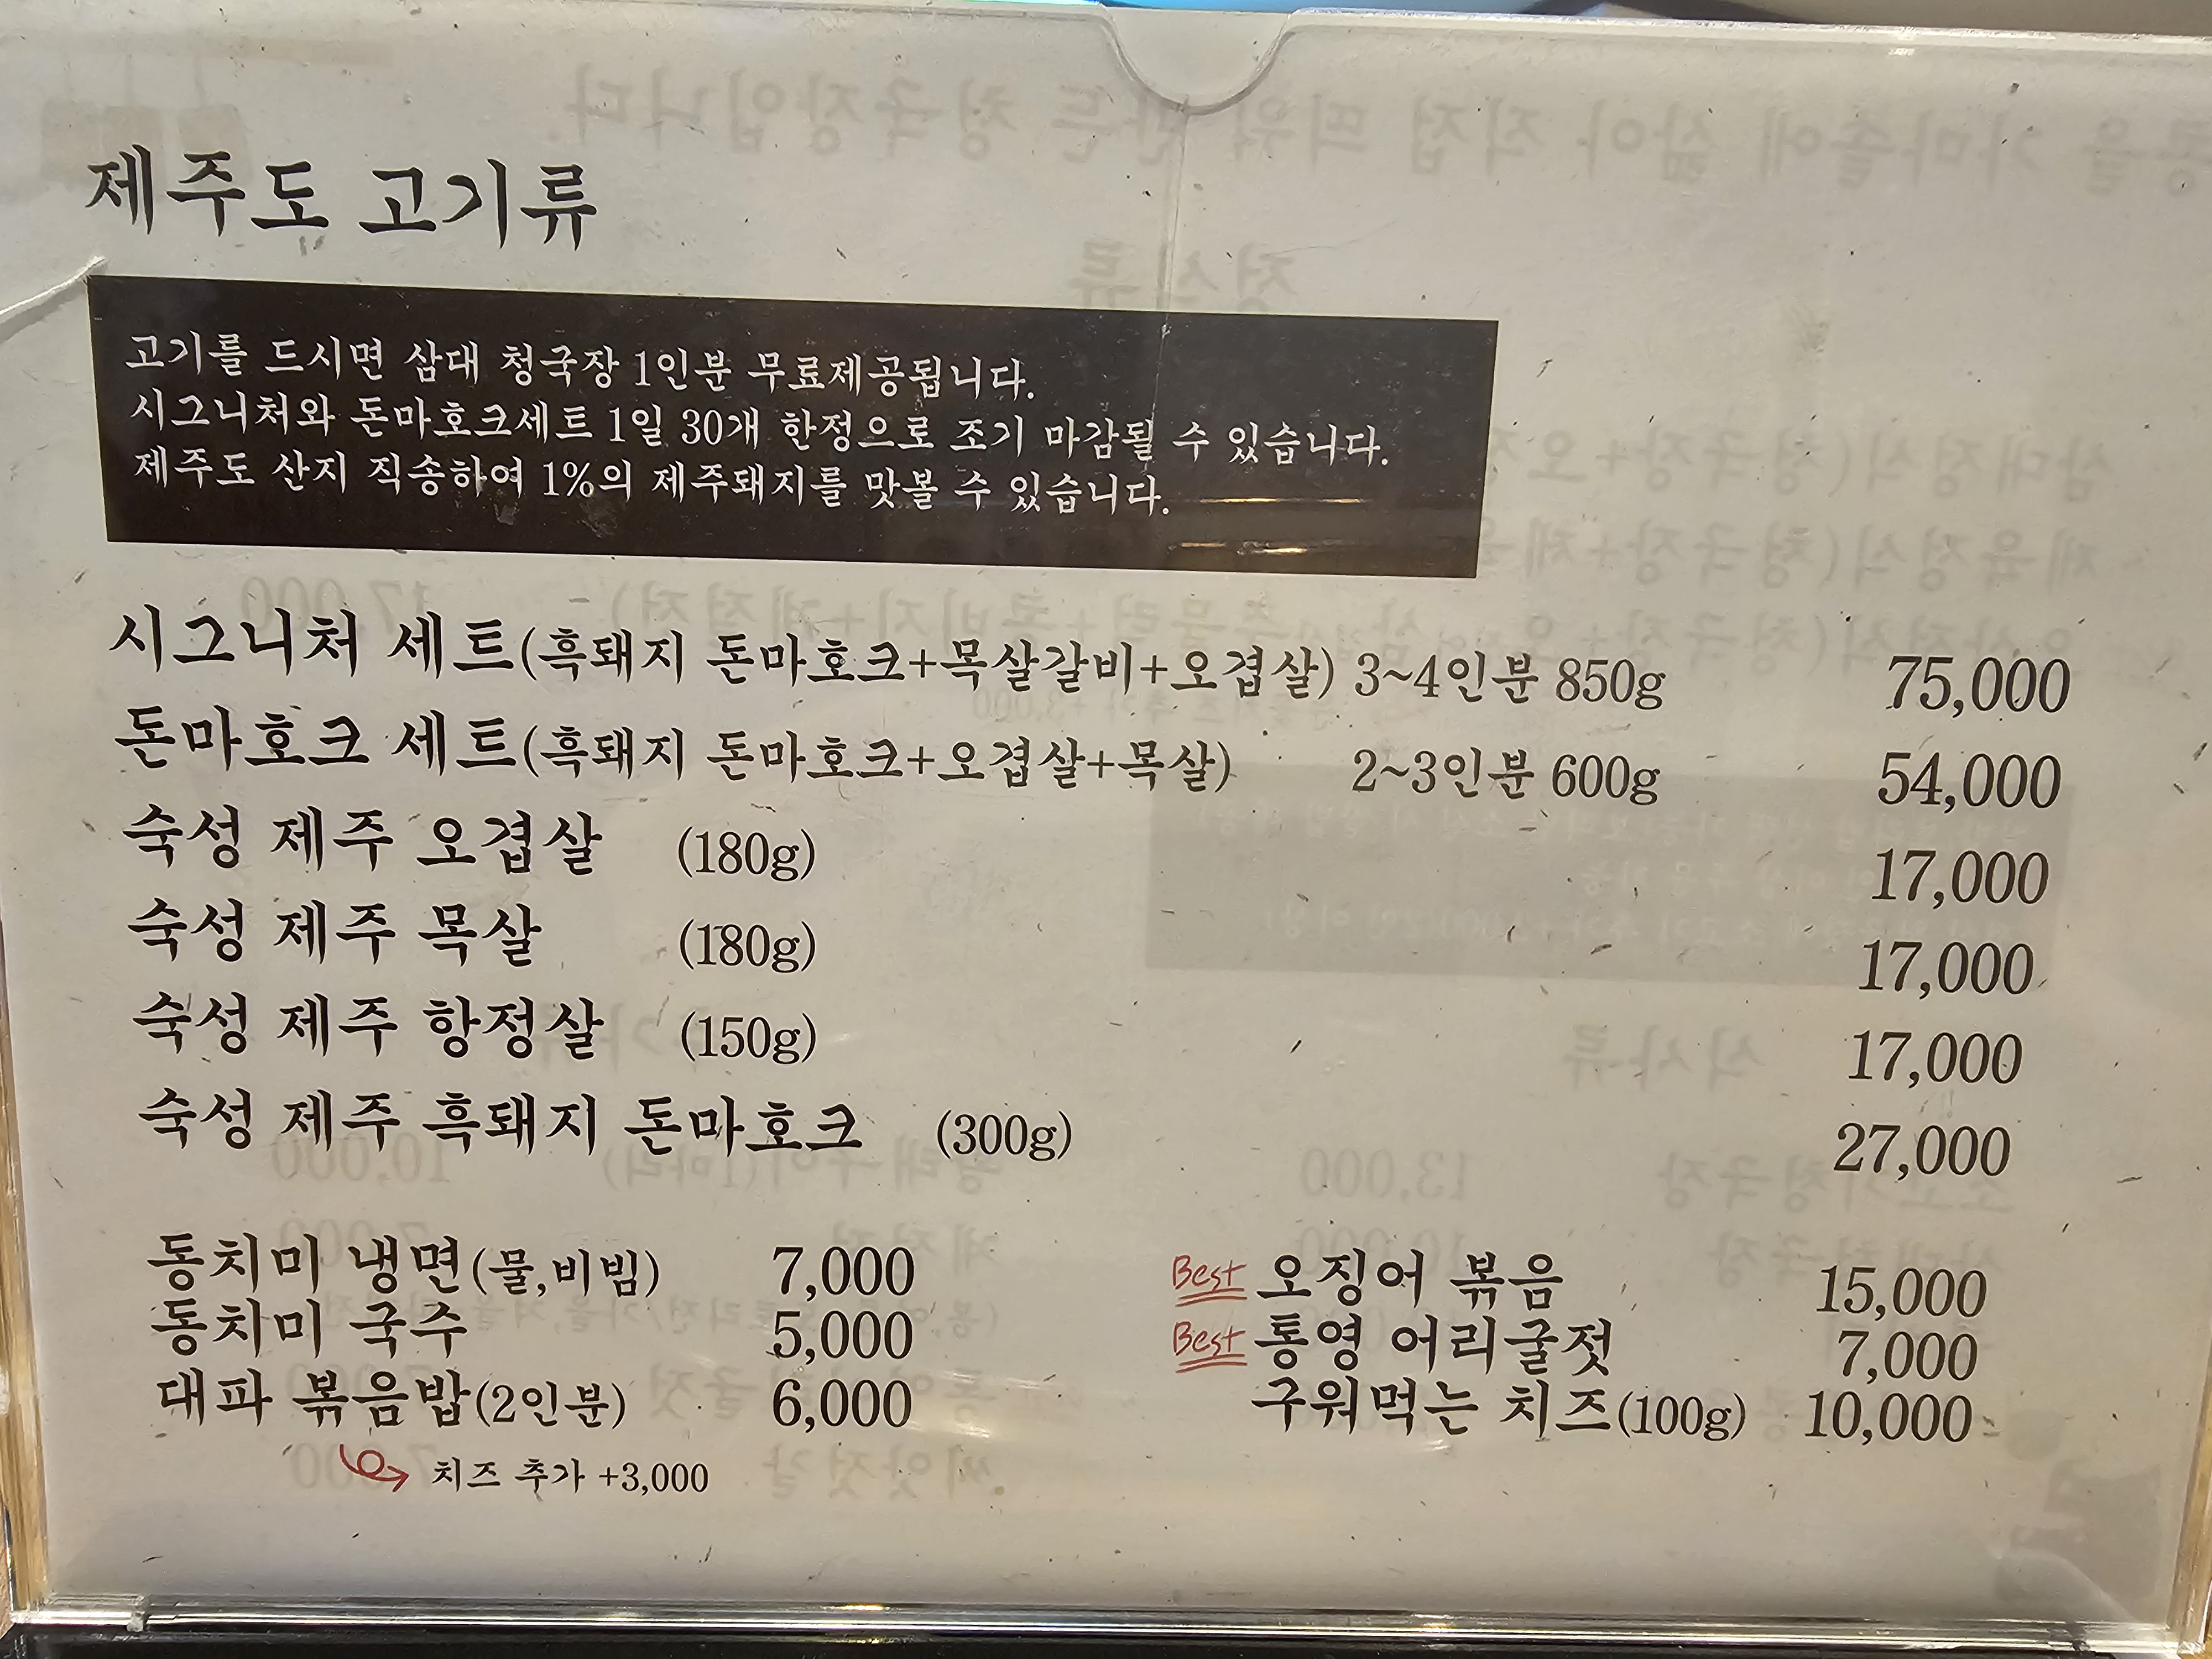 제주도 고기류
고기를 드시면 삼대 청국장 1인분 무료제공됩니다.
시그니처와 돈마호크세트 1일 30개 한정으로 조기 마감될 수 있습니다.
제주도 산지 직송하여 1%의 제주돼지를 맛볼 수 있습니다.
시그니처 세트(흑돼지 돈마호크+목살갈비+오겹살) 3~4인분 850g 75,000
돈마호크 세트(흑돼지 돈마호크+오겹살+목살) 2~3인분 600g 54,000
숙성 제주 오겹살 (180g) 17,000
숙성 제주 목살 (180g) 17,000
숙성 제주 항정살 (150g) 17,000
숙성 제주 흑돼지 돈마호크 (300g) 27,000
동치미 냉면(물,비빔) 7,000
동치미 국수 5,000
대파 볶음밥(2인분) 6,000
치즈 추가 +3,000
Best 오징어 볶음 15,000
Best 통영 어리굴젓 7,000
구워먹는 치즈(100g) 10,000